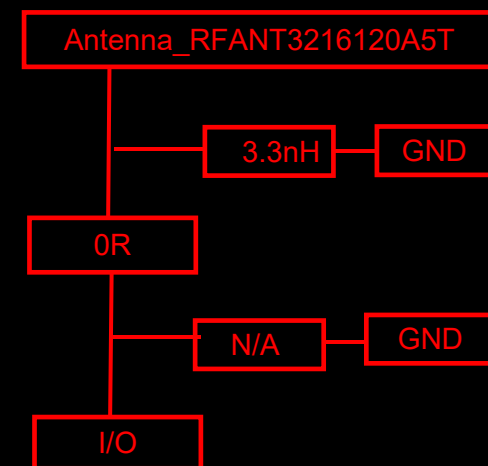 Antenna_RFANT3216120A5T
3.3nH
GND
0R
N/A
GND
I/O